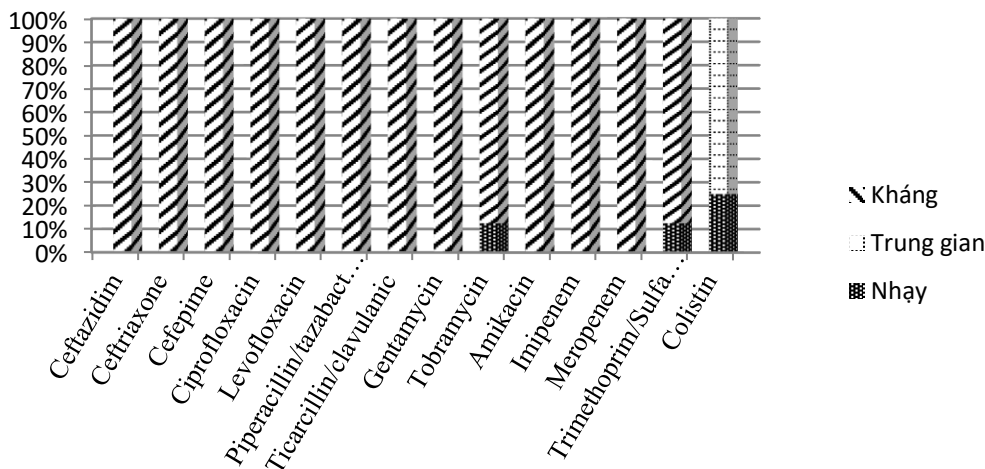 100%
90%
80%
70%
60%
50%
40%
30%
20%
10%
0%
Ceftazidim
Ceftriaxone
Cefepime
Ciprofloxacin
Levofloxacin
Piperacillin/tazabact…
Ticarcillin/clavulanic
Gentamycin
Tobramycin
Amikacin
Imipenem
Meropenem
Trimethoprim/Sulfa…
Colistin
Kháng
Trung gian
Nhạy